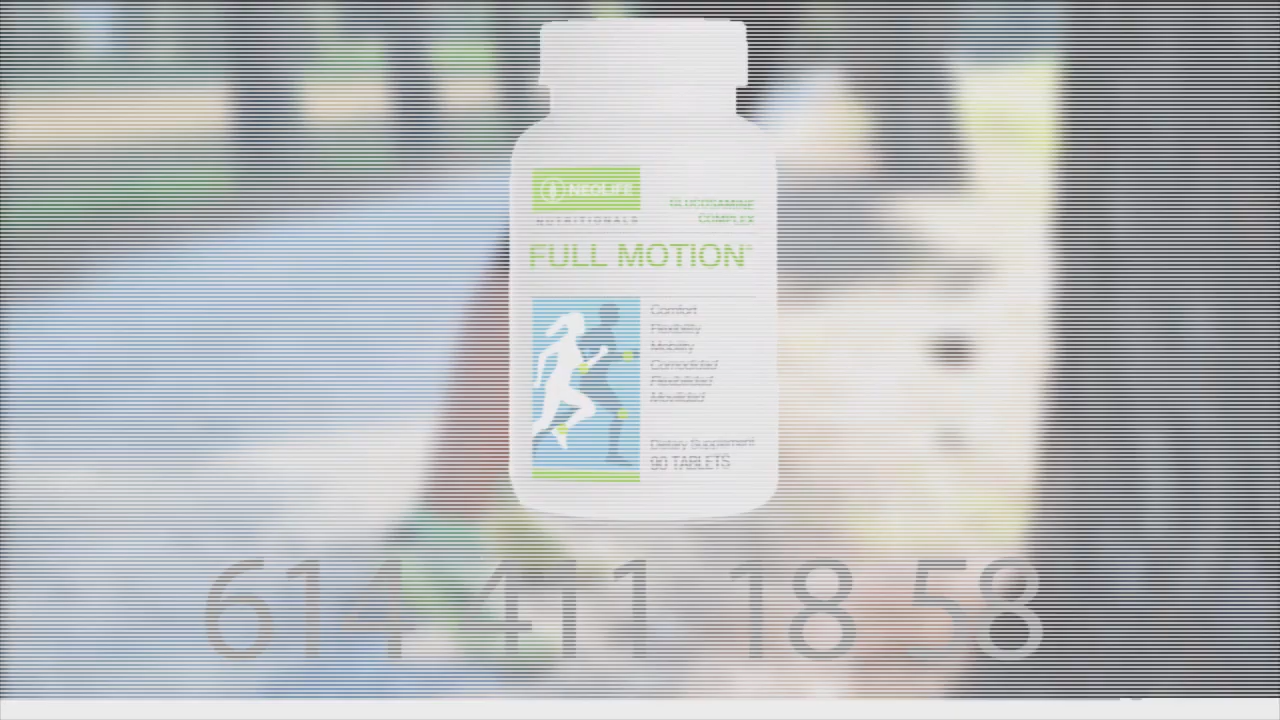 NEOLIFE
NUTRITIONALS
GLUCOSAMINE
COMPLEX
FULL MOTION®
Comfort
Flexibility
Mobility
Comodidad
Flexibilidad
Movilidad
Dietary Supplement
90 TABLETS
614 411 18 58